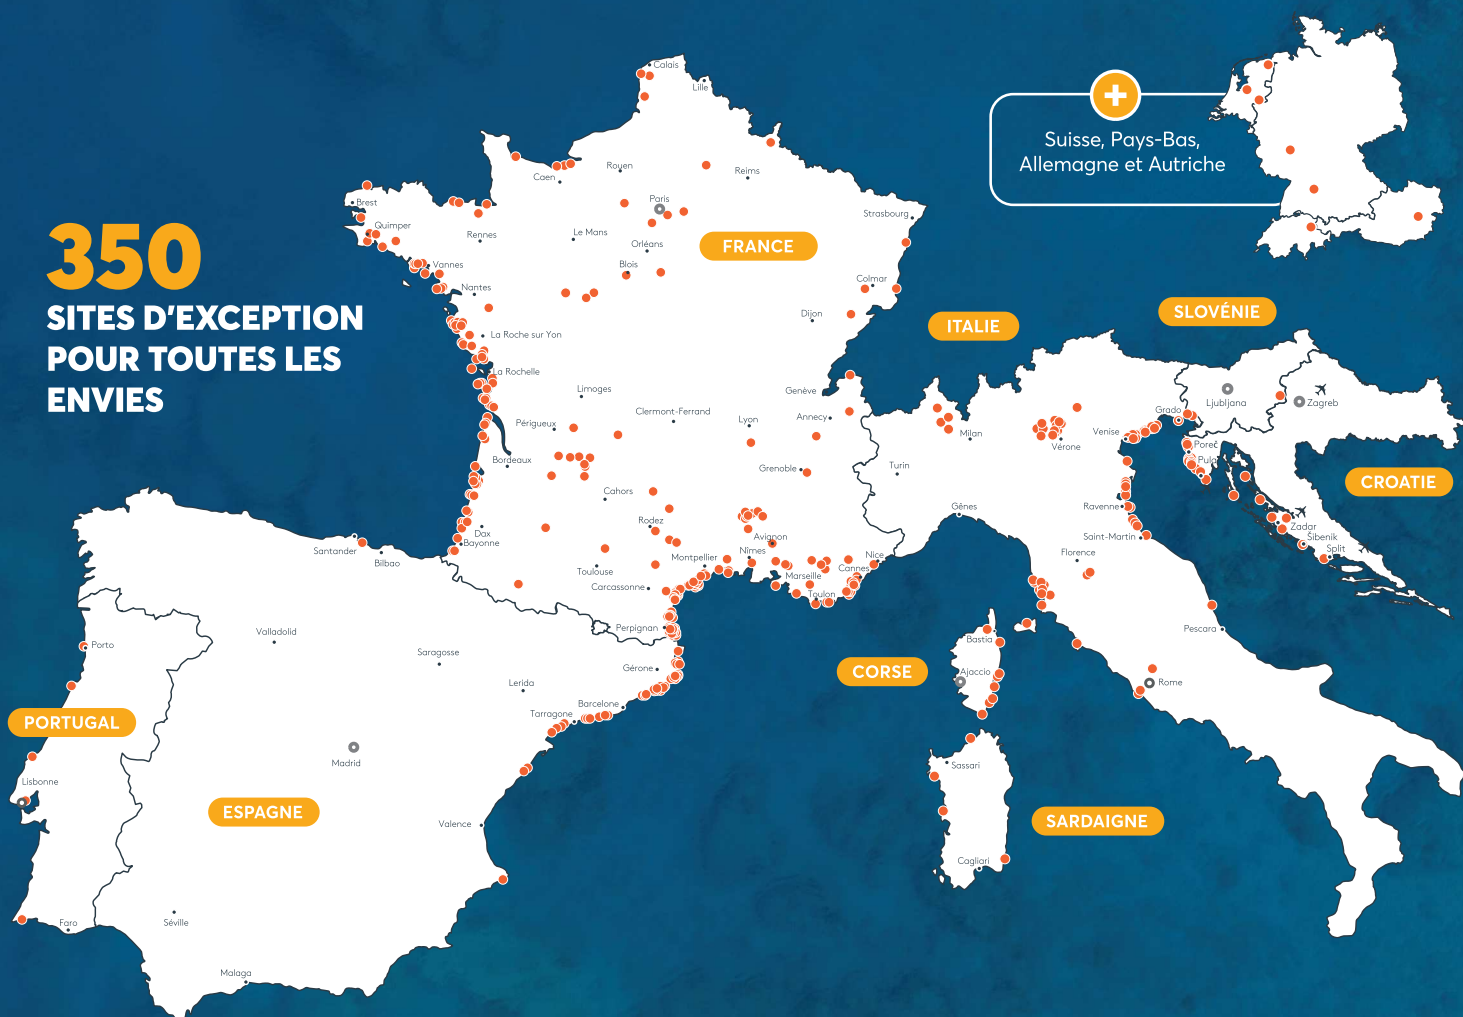 350
SITES D'EXCEPTION
POUR TOUTES LES
ENVIES
Suisse, Pays-Bas,
Allemagne et Autriche
FRANCE
ITALIE
SLOVÉNIE
CROATIE
CORSE
SARDAIGNE
PORTUGAL
ESPAGNE
Calais
Lille
Rouen
Caen
Reims
Paris
Brest
Quimper
Rennes
Le Mans
Orléans
Strasbourg
Vannes
Blois
Colmar
Nantes
Dijon
La Roche sur Yon
La Rochelle
Limoges
Genève
Clermont-Ferrand
Lyon
Annecy
Périgueux
Bordeaux
Grenoble
Cahors
Rodez
Dax
Bayonne
Avignon
Nîmes
Montpellier
Nice
Cannes
Toulouse
Marseille
Carcassonne
Toulon
Perpignan
Santander
Bilbao
Valladolid
Saragosse
Gérone
Lerida
Barcelone
Tarragone
Porto
Madrid
Lisbonne
Valence
Faro
Séville
Malaga
Milan
Turin
Vérone
Venise
Grado
Gênes
Ravenne
Saint-Martin
Florence
Pescara
Rome
Bastia
Ajaccio
Sassari
Cagliari
Ljubljana
Zagreb
Poreč
Pula
Zadar
Šibenik
Split